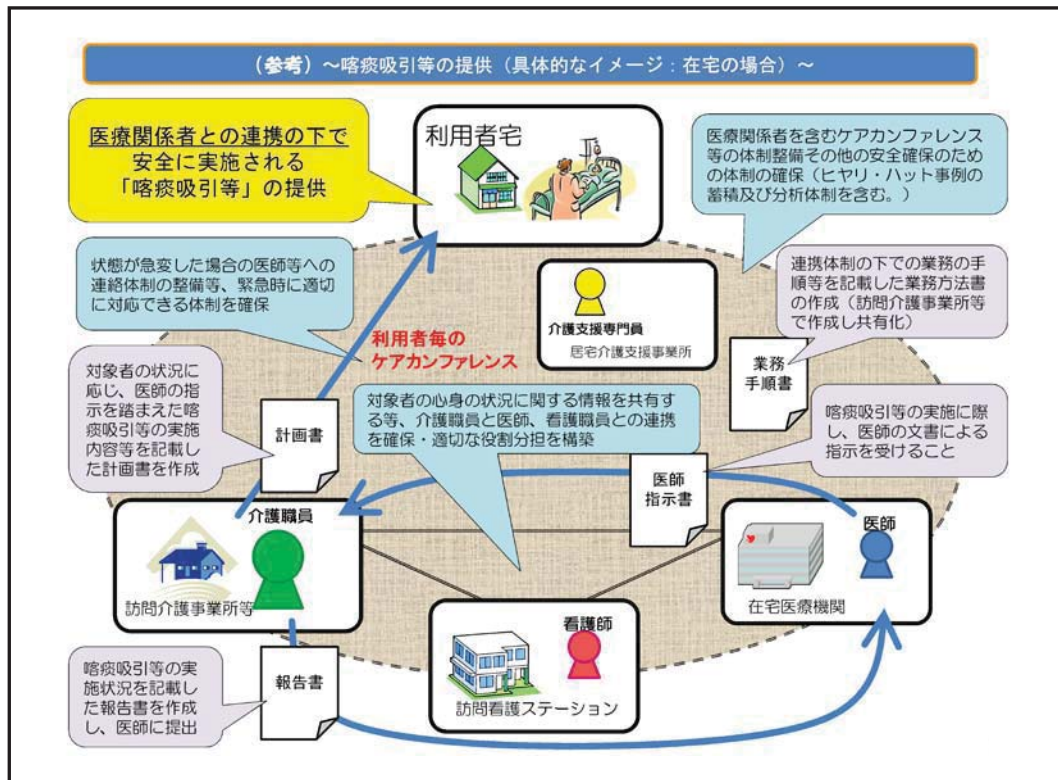 （参考）～喀痰吸引等の提供（具体的なイメージ：在宅の場合）～
医療関係者との連携の下で
安全に実施される
「喀痰吸引等」の提供
利用者宅
医療関係者を含むケアカンファレンス
等の体制整備その他の安全確保のため
の体制の確保（ヒヤリ・ハット事例の
蓄積及び分析体制を含む。）
状態が急変した場合の医師等への
連絡体制の整備等、緊急時に適切
に対応できる体制を確保
連携体制の下での業務の手
順等を記載した業務方法書
の作成（訪問介護事業所等
で作成し共有化）
介護支援専門員
居宅介護支援事業所
利用者毎の
ケアカンファレンス
業務
手順書
対象者の状況に
応じ、医師の指
示を踏まえた喀
痰吸引等の実施
内容等を記載し
た計画書を作成
計画書
対象者の心身の状況に関する情報を共有す
る等、介護職員と医師、看護職員との連携
を確保・適切な役割分担を構築
喀痰吸引等の実施に際
し、医師の文書による
指示を受けること
医師
指示書
介護職員
訪問介護事業所等
医師
在宅医療機関
看護師
訪問看護ステーション
喀痰吸引等の実
施状況を記載し
た報告書を作成
し、医師に提出
報告書